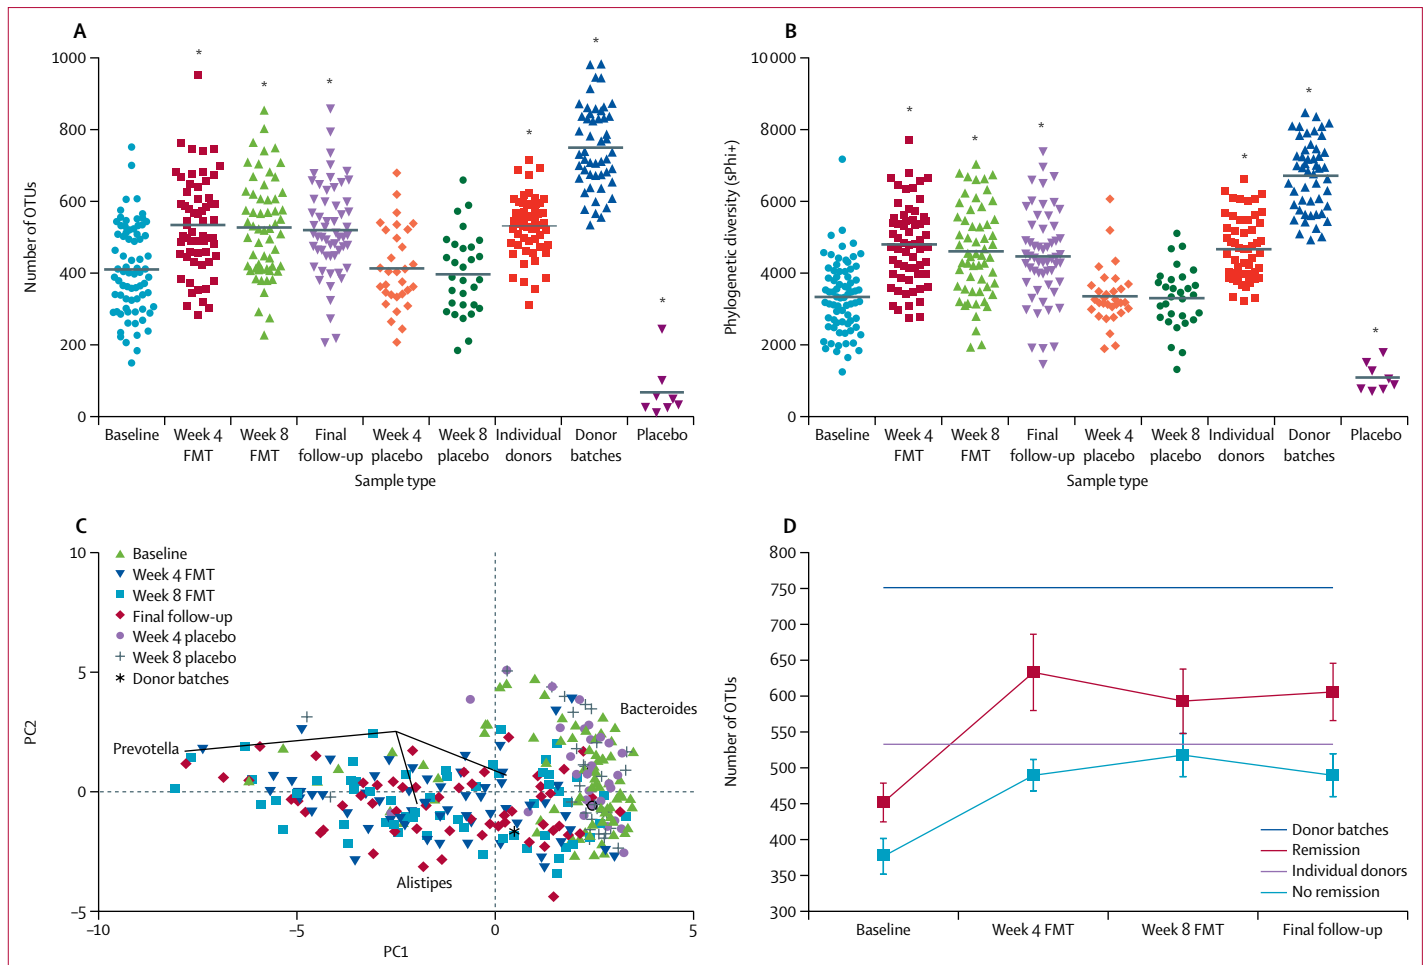 A
1000
800
600
400
200
0
Number of OTUs
*
*
*
*
*
*
Baseline
Week 4
FMT
Week 8
FMT
Final
follow-up
Week 4
placebo
Week 8
placebo
Individual
donors
Donor
batches
Placebo
Sample type
B
10 000
8000
6000
4000
2000
0
Phylogenetic diversity (sPhi+)
*
*
*
*
*
*
Baseline
Week 4
FMT
Week 8
FMT
Final
follow-up
Week 4
placebo
Week 8
placebo
Individual
donors
Donor
batches
Placebo
Sample type
C
10
5
0
−5
PC2
Baseline
Week 4 FMT
Week 8 FMT
Final follow-up
Week 4 placebo
Week 8 placebo
Donor batches
Prevotella
Bacteroides
Alistipes
−10
−5
0
5
PC1
D
800
750
700
650
600
550
500
450
400
350
300
Number of OTUs
Donor batches
Remission
Individual donors
No remission
Baseline
Week 4 FMT
Week 8 FMT
Final follow-up